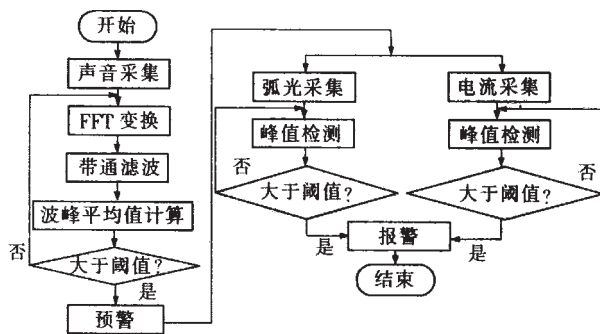 开始
声音采集
FFT变换
带通滤波
波峰平均值计算
大于阈值?
否
是
预警
弧光采集
峰值检测
否
大于阈值?
是
电流采集
峰值检测
否
大于阈值?
是
报警
结束